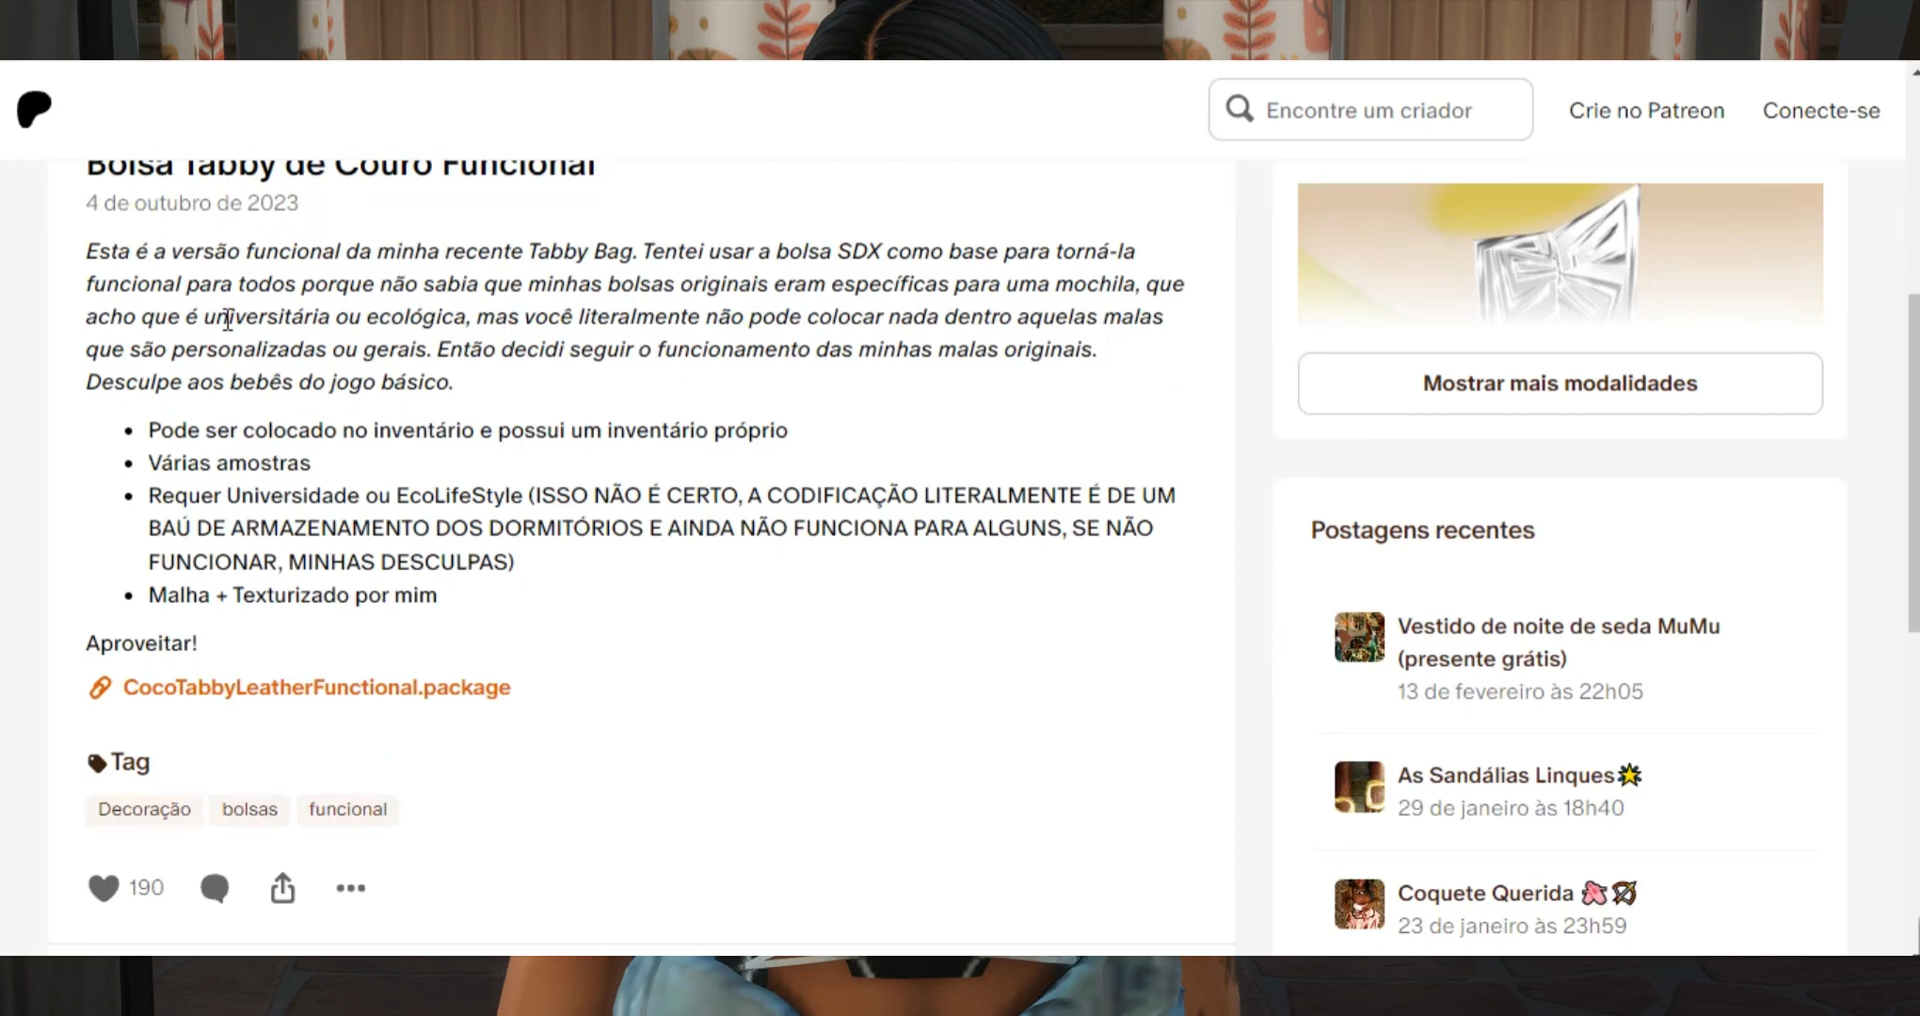 Encontre um criador
Crie no Patreon
Conecte-se
Bolsa Tabby de Couro Funcional
4 de outubro de 2023
Esta é a versão funcional da minha recente Tabby Bag. Tentei usar a bolsa SDX como base para torná-la
funcional para todos porque não sabia que minhas bolsas originais eram específicas para uma mochila, que
acho que é universitária ou ecológica, mas você literalmente não pode colocar nada dentro aquelas malas
que são personalizadas ou gerais. Então decidi seguir o funcionamento das minhas malas originais.
Desculpe aos bebês do jogo básico.
• Pode ser colocado no inventário e possui um inventário próprio
• Várias amostras
• Requer Universidade ou EcoLifeStyle (ISSO NÃO É CERTO, A CODIFICAÇÃO LITERALMENTE É DE UM
BAÚ DE ARMAZENAMENTO DOS DORMITÓRIOS E AINDA NÃO FUNCIONA PARA ALGUNS, SE NÃO
FUNCIONAR, MINHAS DESCULPAS)
• Malha + Texturizado por mim
Aproveitar!
CocoTabbyLeatherFunctional.package
Tag
Decoração
bolsas
funcional
190
Mostrar mais modalidades
Postagens recentes
Vestido de noite de seda MuMu
(presente grátis)
13 de fevereiro às 22h05
As Sandálias Linques🌟
29 de janeiro às 18h40
Coquete Querida
23 de janeiro às 23h59